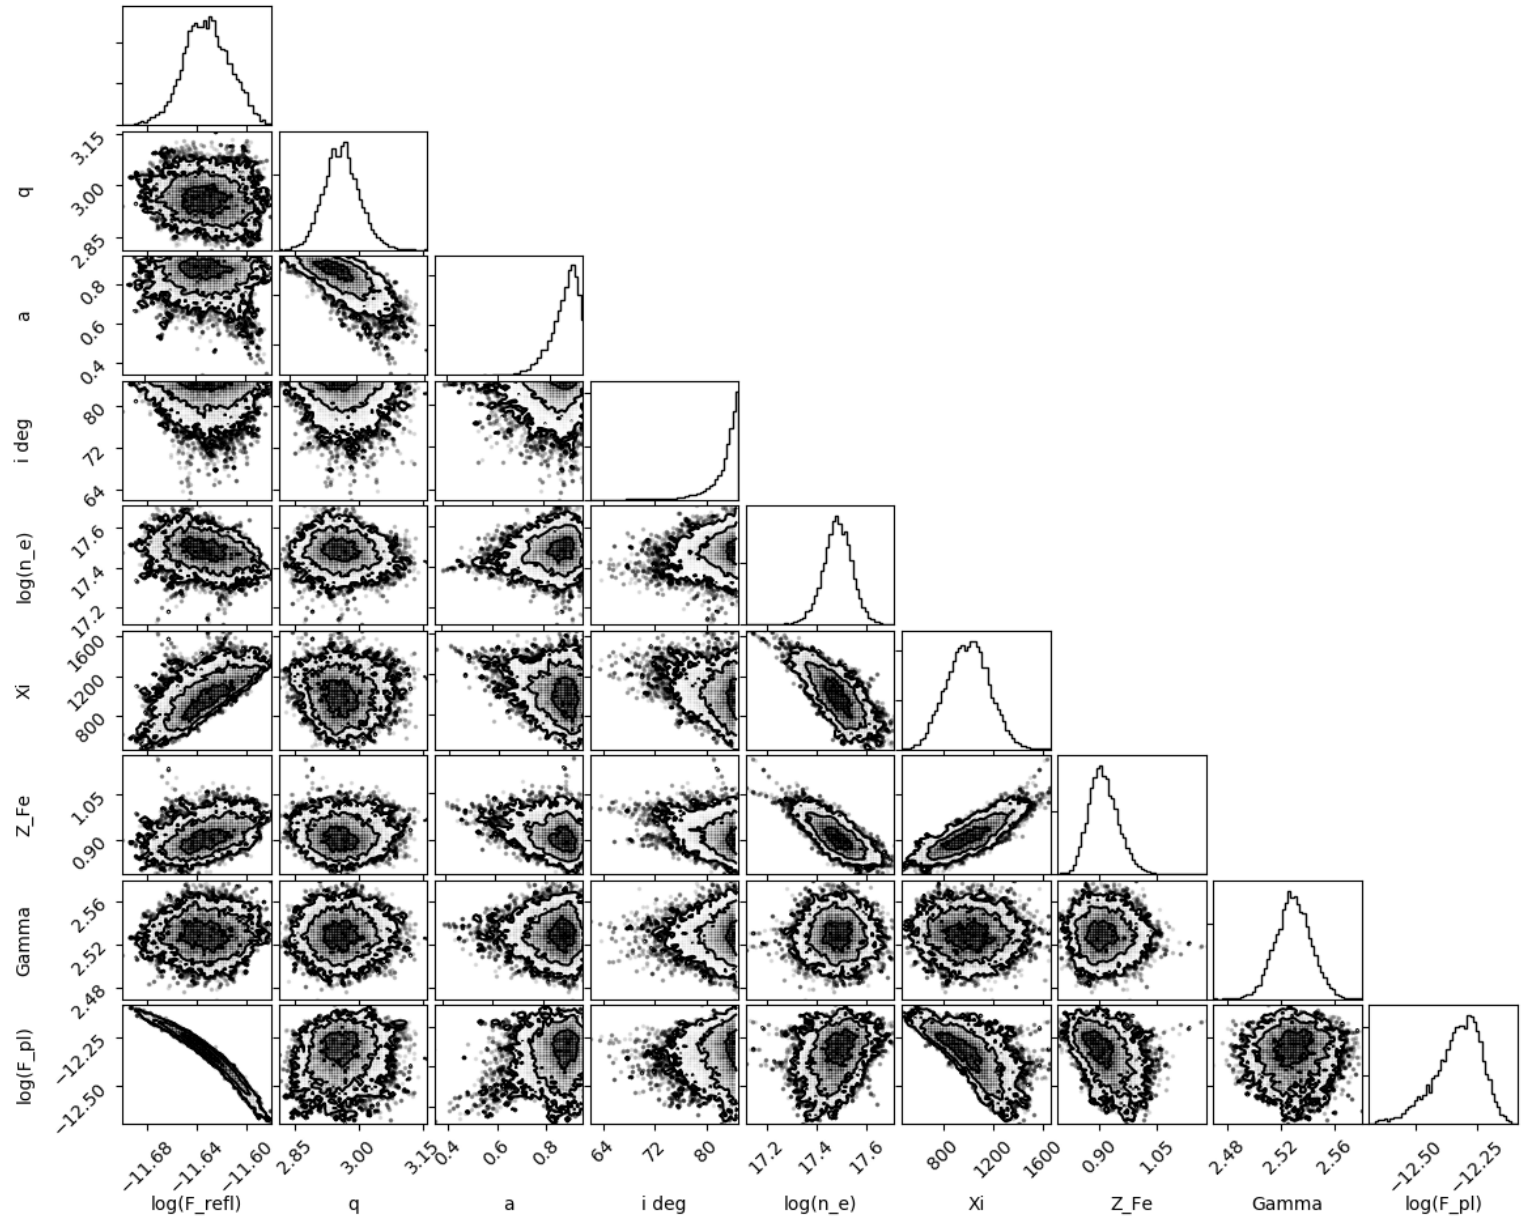 q
3.15
3.00
2.85
a
0.8
0.6
0.4
i deg
80
72
64
log(n_e)
17.6
17.4
17.2
Xi
1600
1200
800
Z_Fe
1.05
0.90
Gamma
2.56
2.52
2.48
log(F_pl)
−12.25
−12.50
−11.68 −11.64 −11.60 2.85 3.00 3.15 0.4 0.6 0.8 64 72 80 17.2 17.4 17.6 800 1200 1600 0.90 1.05 2.48 2.52 2.56 −12.50 −12.25
log(F_refl) q a i deg log(n_e) Xi Z_Fe Gamma log(F_pl)